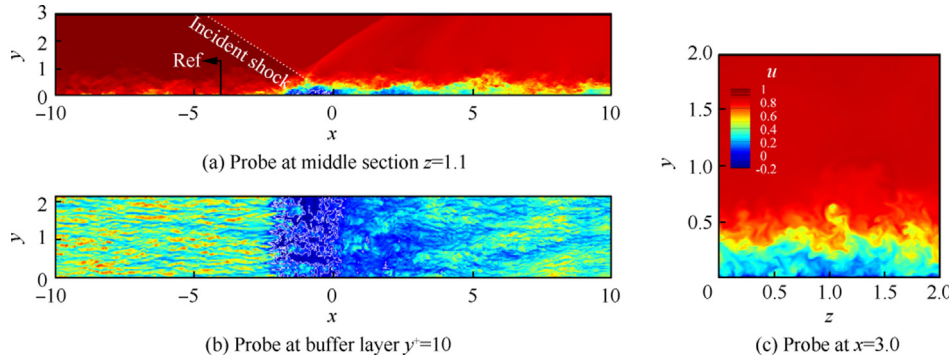 3
2
1
0
y
Incident shock
Ref
−10
−5
0
5
10
x
(a) Probe at middle section z=1.1
2
1
0
y
−10
−5
0
5
10
x
(b) Probe at buffer layer y⁺=10
2.0
1.5
1.0
0.5
y
u
1
0.8
0.6
0.4
0.2
0
-0.2
0
0.5
1.0
1.5
2.0
z
(c) Probe at x=3.0